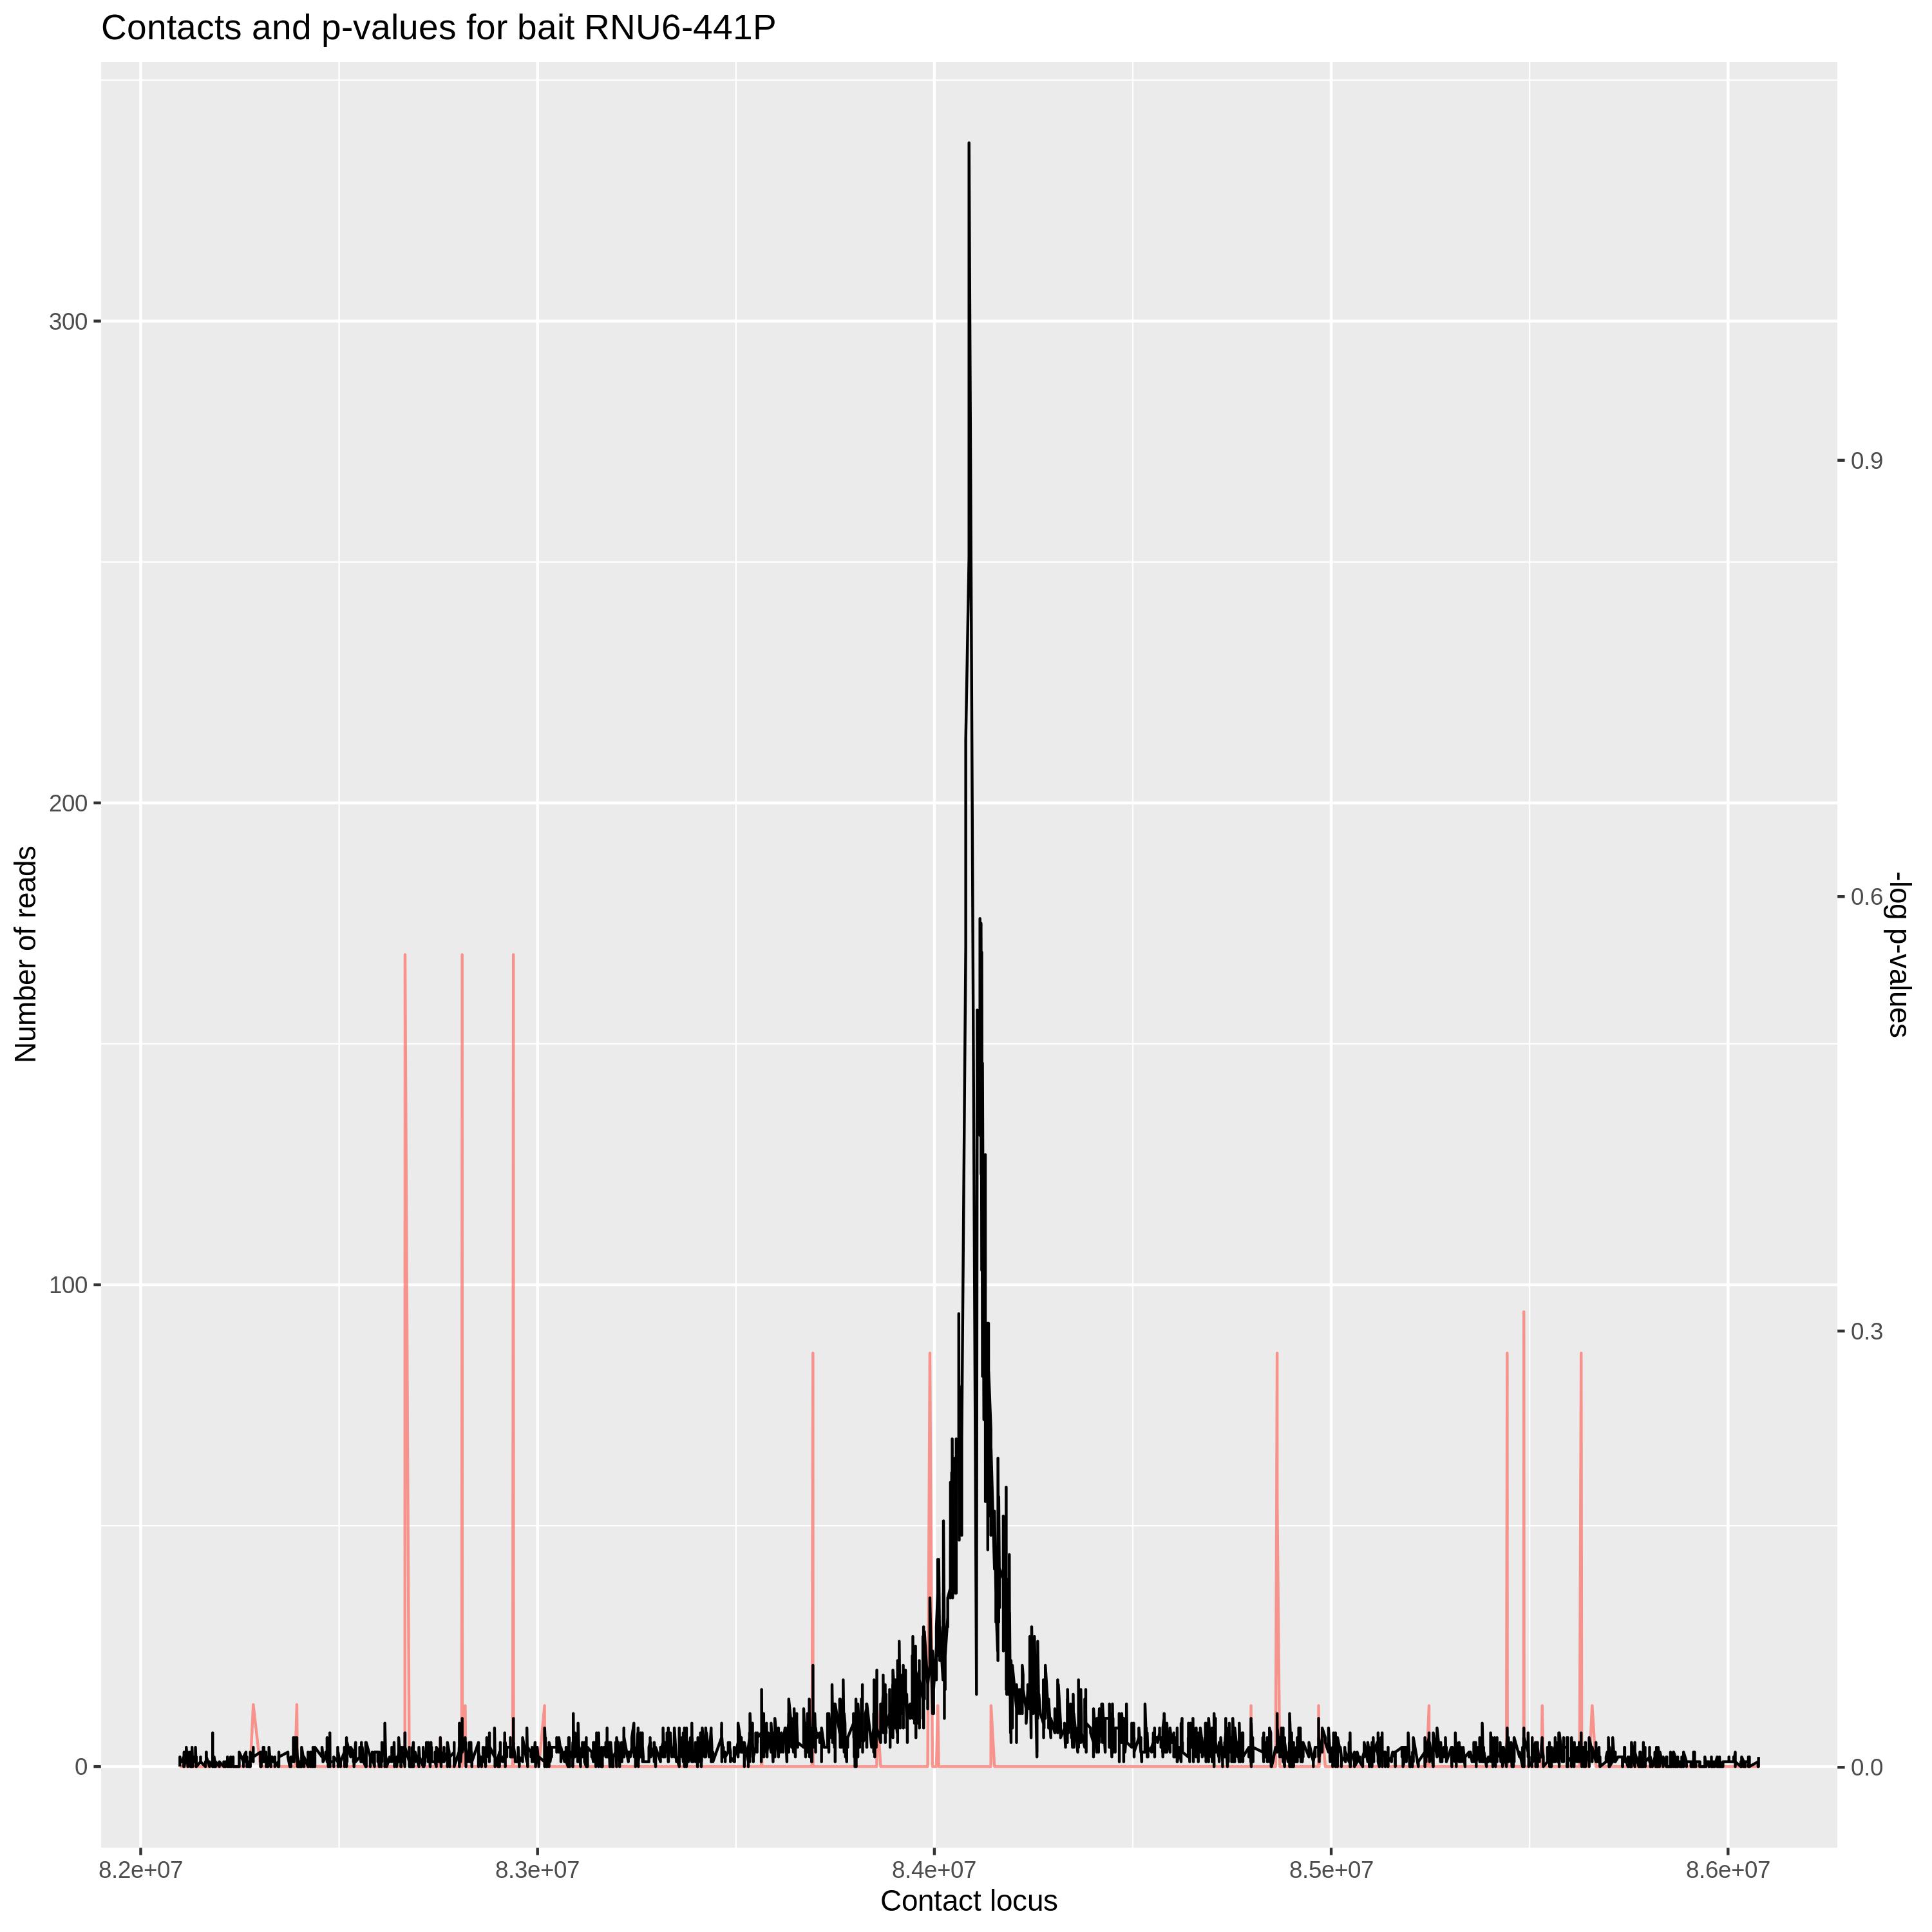 Contacts and p-values for bait RNU6-441P
300
200
100
0
Number of reads
0.9
0.6
0.3
0.0
-log p-values
8.2e+07 8.3e+07 8.4e+07 8.5e+07 8.6e+07
Contact locus